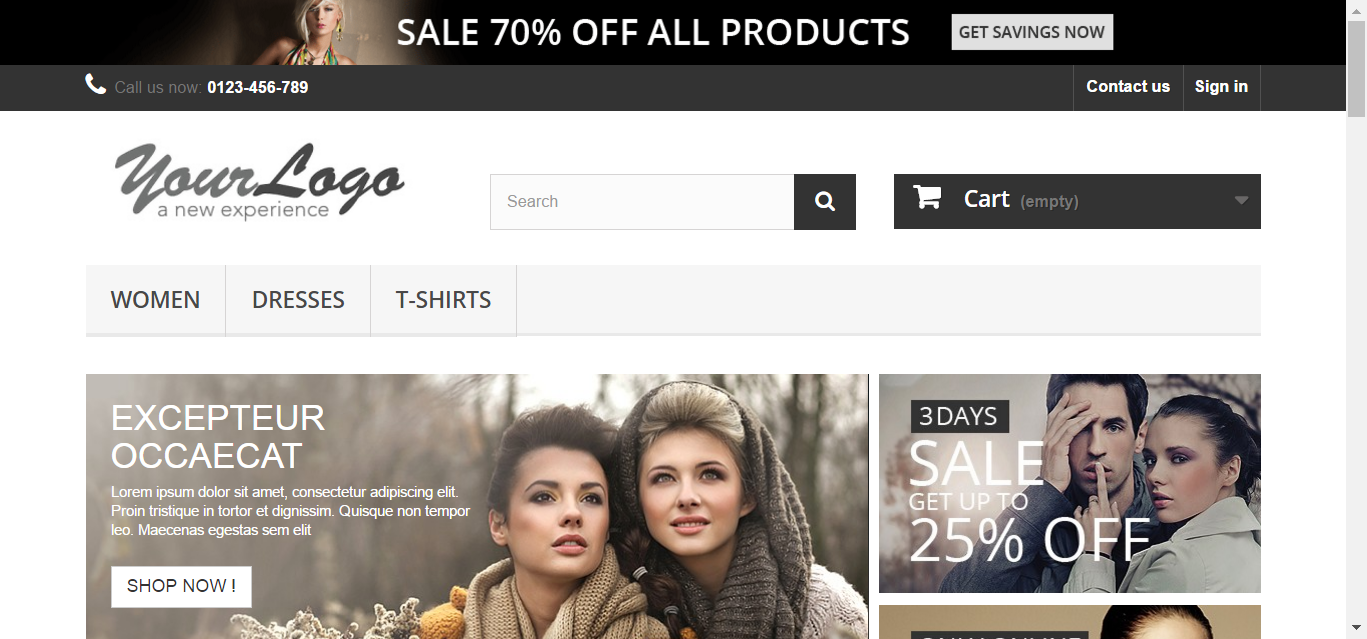 SALE 70% OFF ALL PRODUCTS
GET SAVINGS NOW
Call us now: 0123-456-789
Contact us
Sign in
YourLogo
a new experience
Search
Cart (empty)
WOMEN
DRESSES
T-SHIRTS
EXCEPTEUR
OCCAECAT
Lorem ipsum dolor sit amet, consectetur adipiscing elit.
Proin tristique in tortor et dignissim. Quisque non tempor
leo. Maecenas egestas sem elit
SHOP NOW !
3 DAYS
SALE
GET UP TO
25% OFF